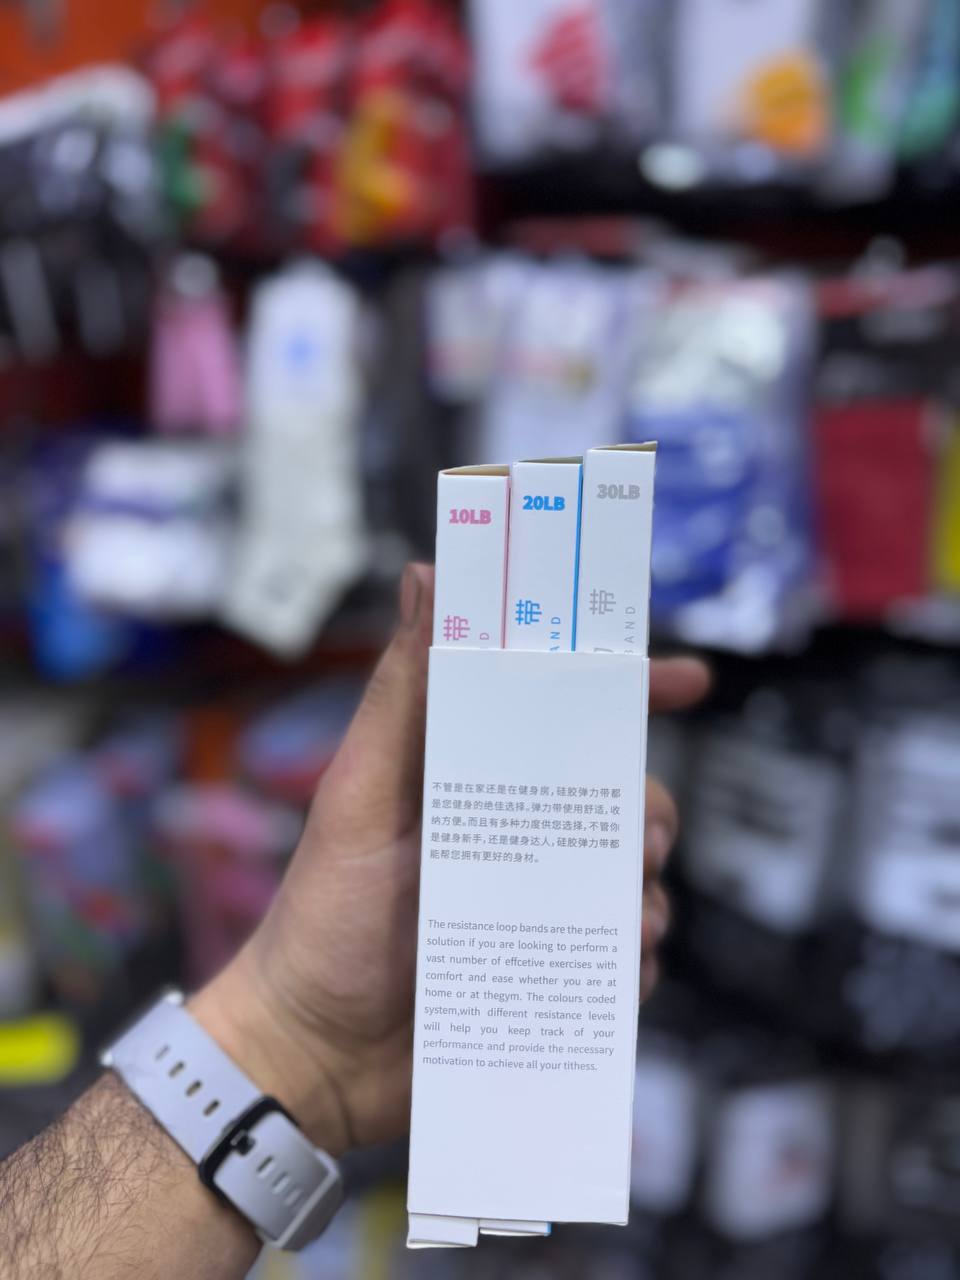 10LB
20LB
30LB
带
带
带
D
AND
BAND
不管是在家还是在健身房,硅胶弹力带都
是您健身的绝佳选择。弹力带使用舒适,收
纳方便。而且有多种力度供您选择,不管你
是健身新手,还是健身达人,硅胶弹力带都
能帮您拥有更好的身材。
The resistance loop bands are the perfect
solution if you are looking to perform a
vast number of effcetive exercises with
comfort and ease whether you are at
home or at thegym. The colours coded
system,with different resistance levels
will help you keep track of your
performance and provide the necessary
motivation to achieve all your tithess.